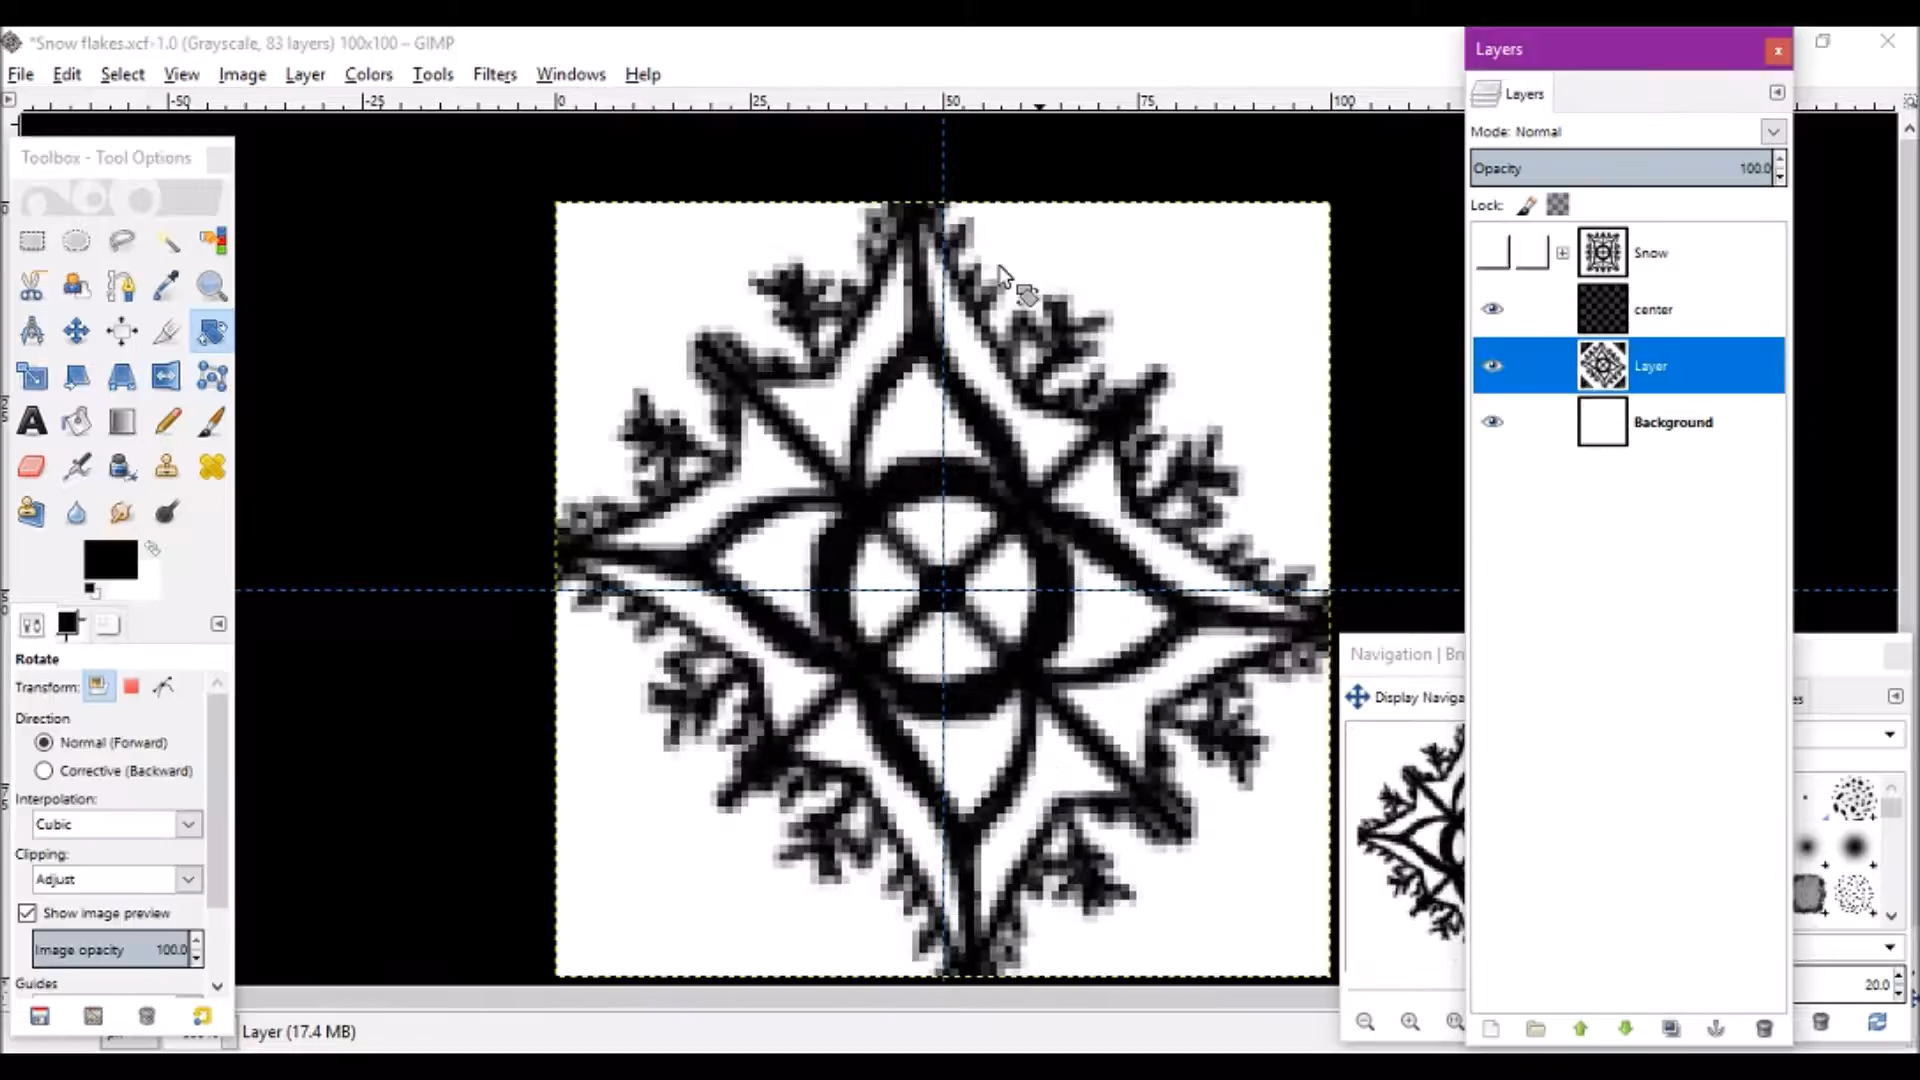 *Snow flakes.xcf-1.0 (Grayscale, 83 layers) 100x100 – GIMP
File Edit Select View Image Layer Colors Tools Filters Windows Help
-50 -25 0 25 50 75 100
Toolbox - Tool Options
Rotate
Transform:
Direction
Normal (Forward)
Corrective (Backward)
Interpolation:
Cubic
Clipping:
Adjust
Show image preview
Image opacity 100.0
Guides
Layer (17.4 MB)
Navigation | Br
Display Naviga
20.0
Layers
Layers
Mode: Normal
Opacity 100.0
Lock:
Snow
center
Layer
Background